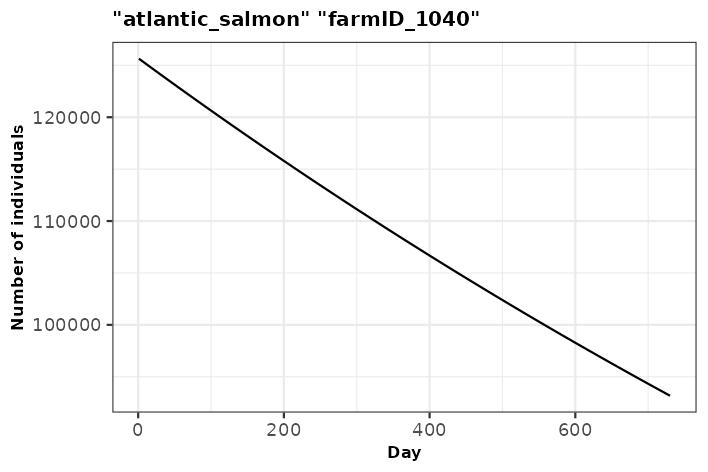 "atlantic_salmon" "farmID_1040"
Number of individuals
120000
110000
100000
0 200 400 600
Day